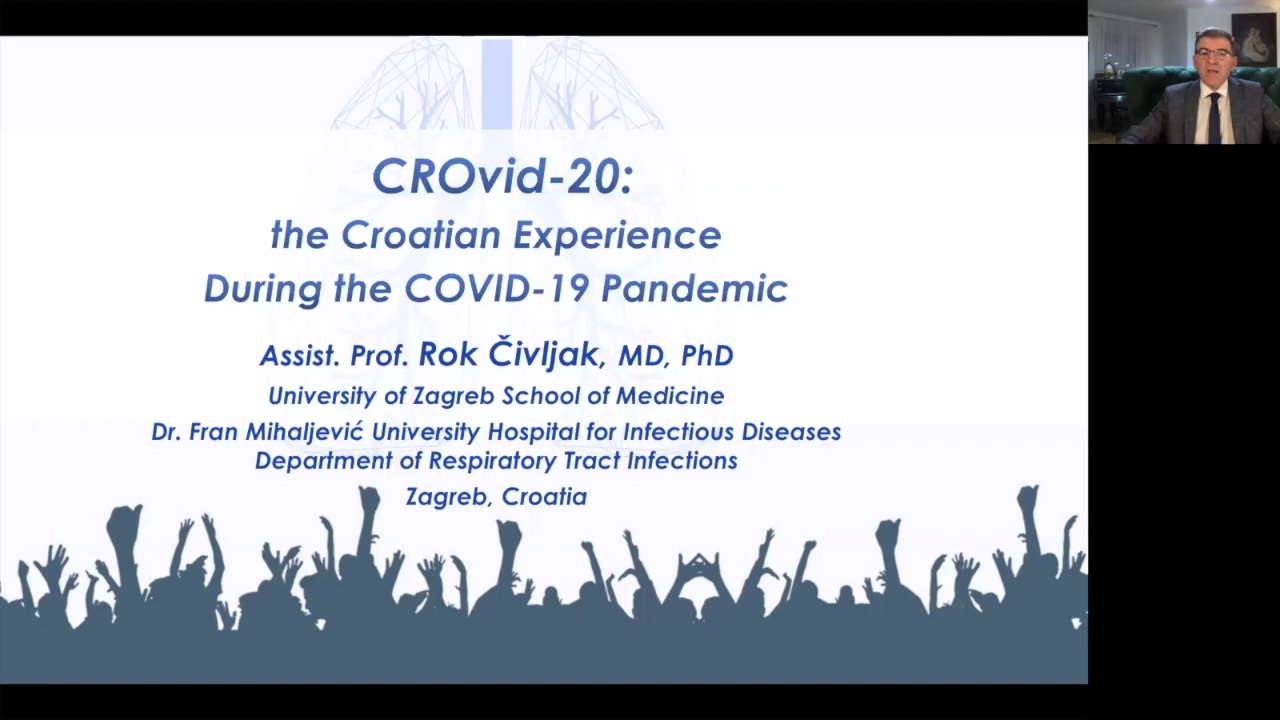 CROvid-20:
the Croatian Experience
During the COVID-19 Pandemic
Assist. Prof. Rok Čivljak, MD, PhD
University of Zagreb School of Medicine
Dr. Fran Mihaljević University Hospital for Infectious Diseases
Department of Respiratory Tract Infections
Zagreb, Croatia